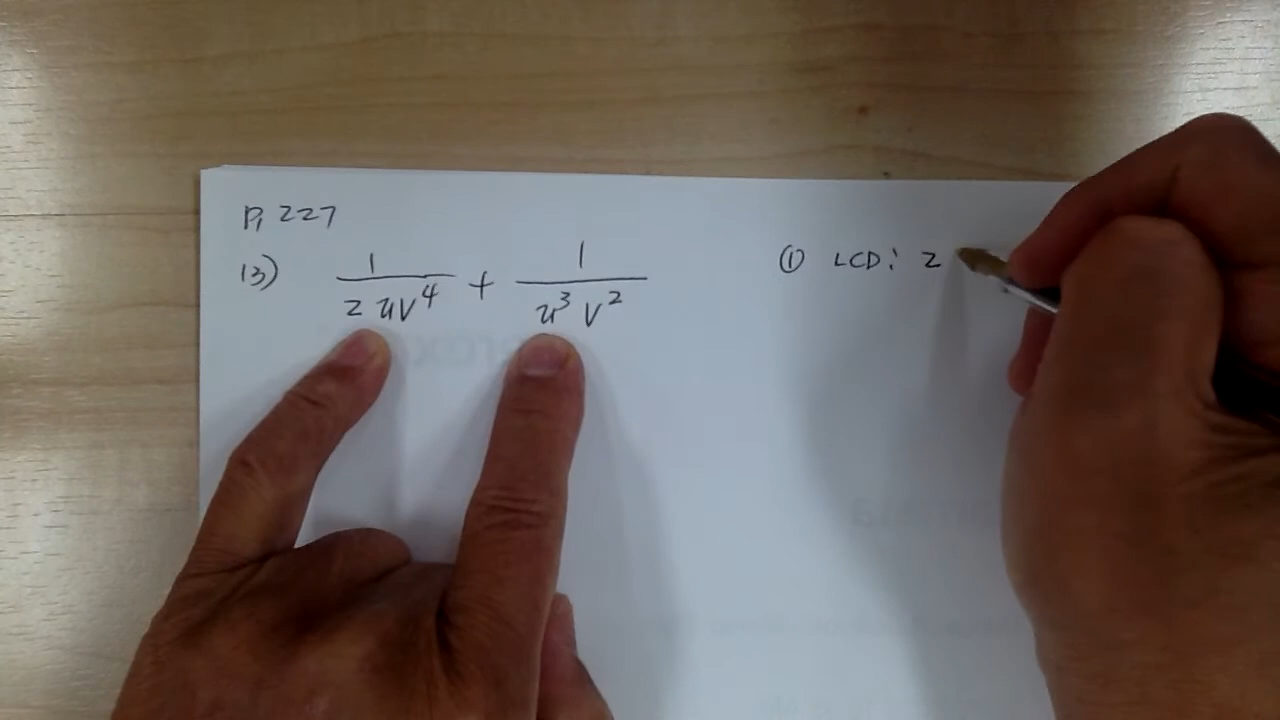 P, 227
13) 1/(2uv⁴) + 1/(u³v²)
① LCD: 2